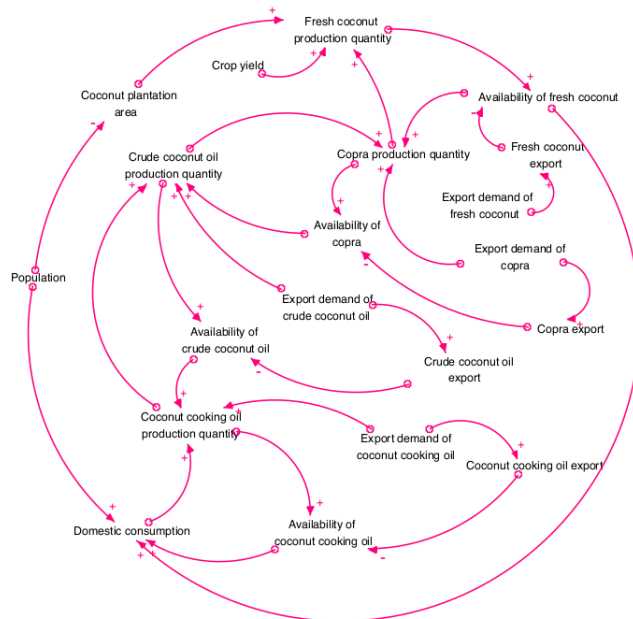 Fresh coconut
production quantity
+
+
+
Crop yield
Coconut plantation
area
+
Availability of fresh coconut
-
-
Crude coconut oil
production quantity
+
+
Copra production quantity
Fresh coconut
export
+
+
+
+
Export demand of
fresh coconut
+
Availability of
copra
-
Export demand of
copra
Population
Export demand of
crude coconut oil
+
Availability of
crude coconut oil
+
Copra export
+
-
Crude coconut oil
export
+
Coconut cooking oil
production quantity
+
Export demand of
coconut cooking oil
+
+
Coconut cooking oil export
+
+
Domestic consumption
Availability of
coconut cooking oil
+ +
-